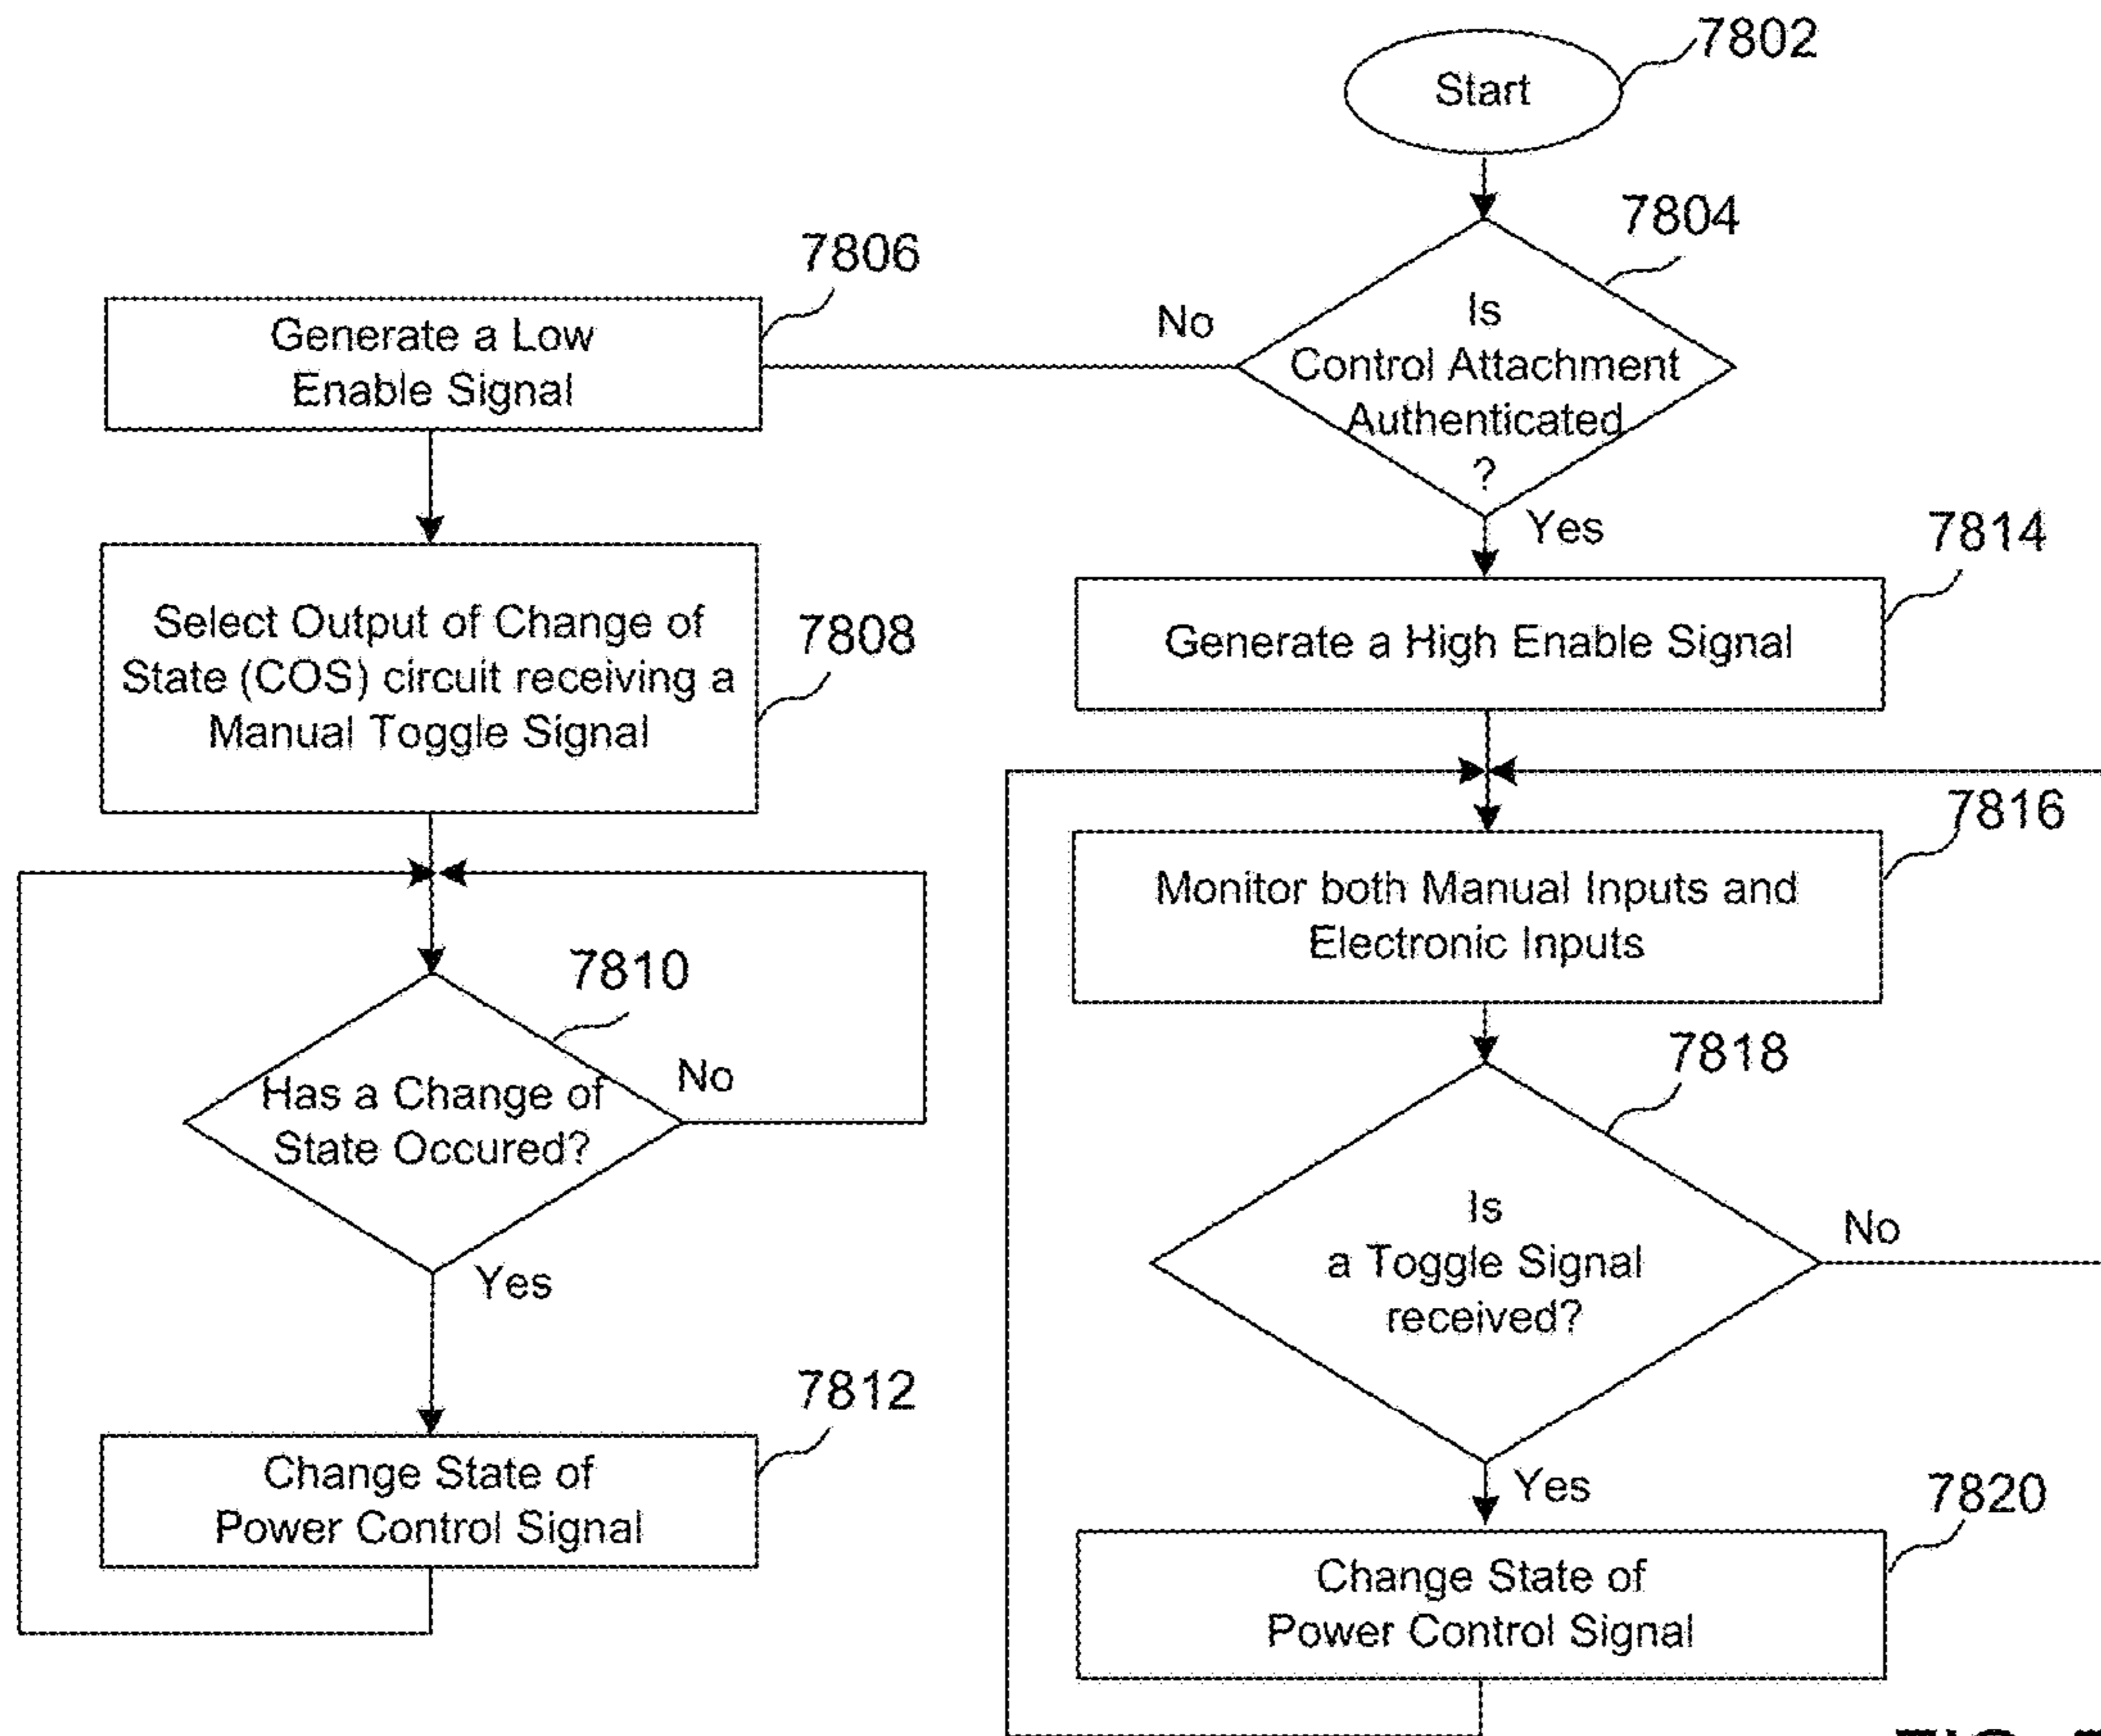 Start
7802
7804
Is
Control Attachment
Authenticated
?
No
Yes
7806
Generate a Low
Enable Signal
7808
Select Output of Change of
State (COS) circuit receiving a
Manual Toggle Signal
7810
Has a Change of
State Occured?
No
Yes
7812
Change State of
Power Control Signal
7814
Generate a High Enable Signal
7816
Monitor both Manual Inputs and
Electronic Inputs
7818
Is
a Toggle Signal
received?
No
Yes
7820
Change State of
Power Control Signal